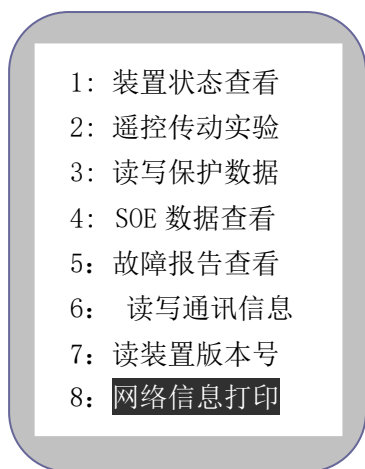 1: 装置状态查看
2: 遥控传动实验
3: 读写保护数据
4: SOE 数据查看
5：故障报告查看
6： 读写通讯信息
7：读装置版本号
8：网络信息打印